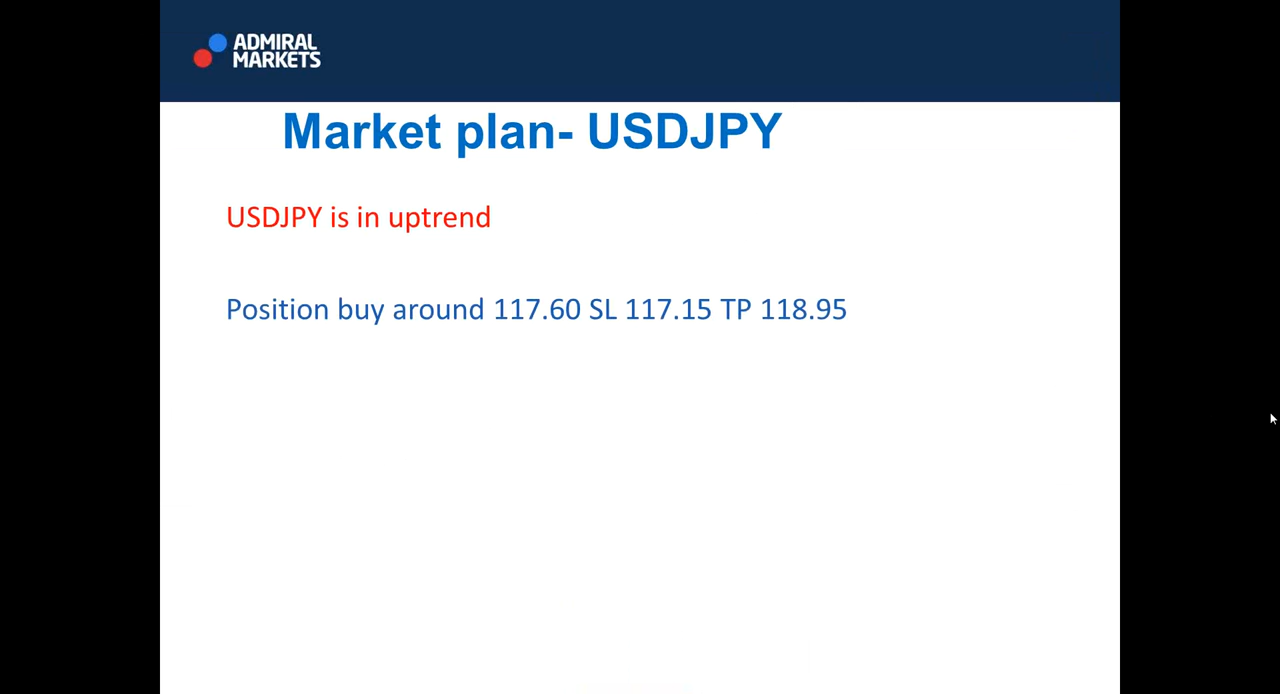 ADMIRAL
MARKETS
Market plan- USDJPY
USDJPY is in uptrend
Position buy around 117.60 SL 117.15 TP 118.95